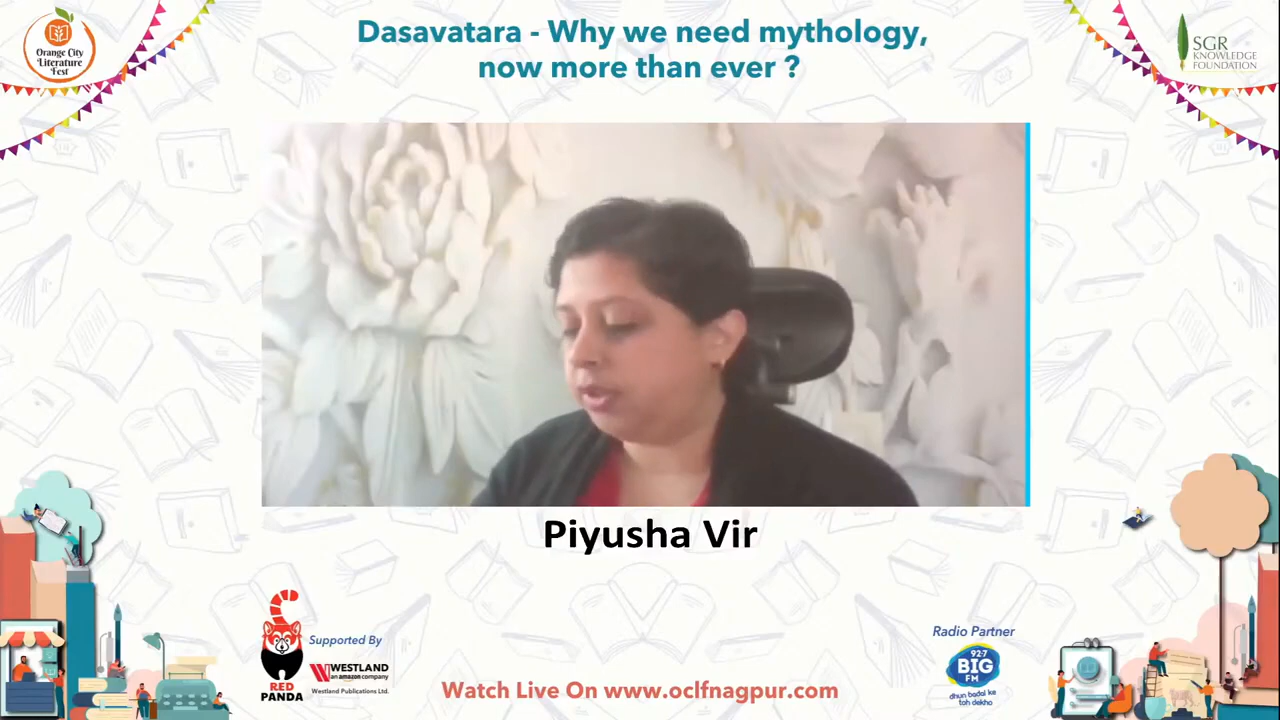 Orange City
Literature
Fest
Dasavatara - Why we need mythology,
now more than ever ?
SGR
KNOWLEDGE
FOUNDATION
Piyusha Vir
RED
PANDA
Supported By
WESTLAND
an amazon company
Westland Publications Ltd.
Watch Live On www.oclfnagpur.com
Radio Partner
92.7
BIG
FM
dhun badal ke
toh dekho